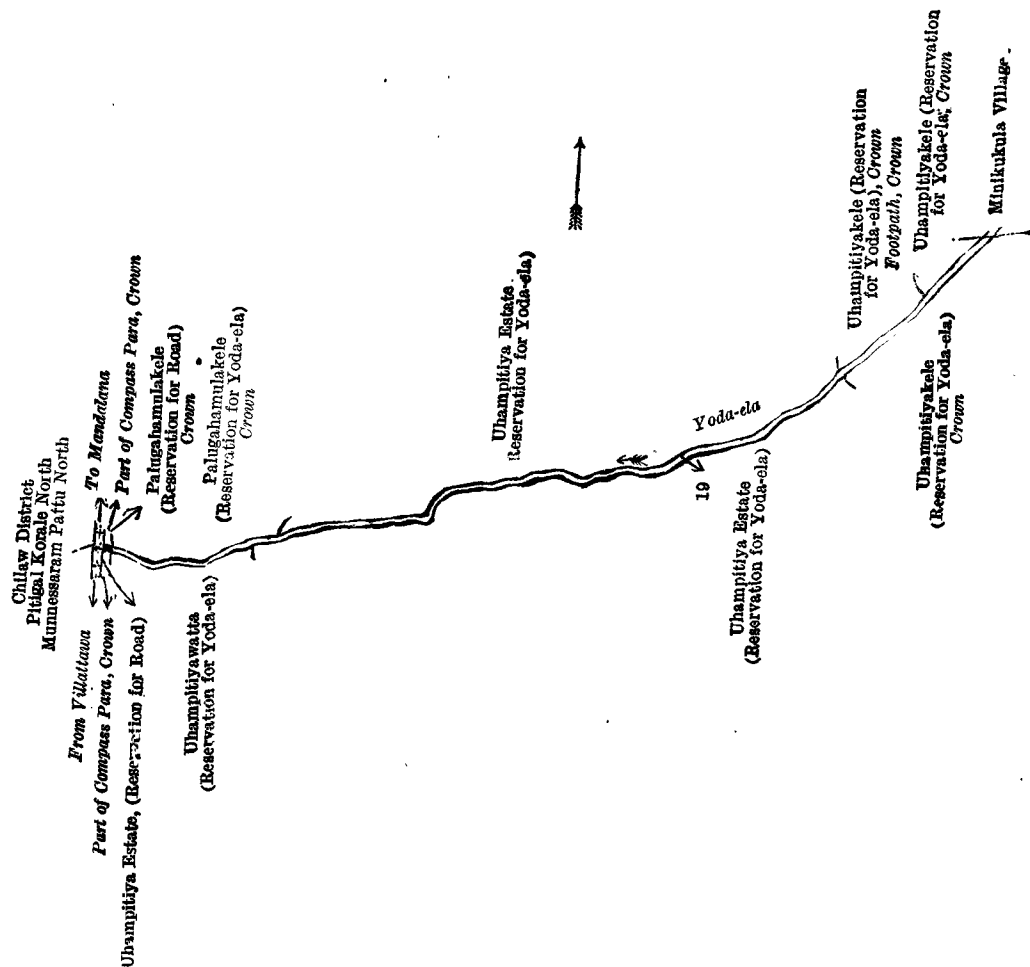 Chilaw District
Pitigal Korale North
Munnessaram Pattu North
From Villattawa
To Mandalana
Part of Compass Para, Crown
Part of Compass Para, Crown
Uhampitiya Estate, (Reservation for Road)
Palugahamulakele
(Reservation for Road)
Crown
Palugahamulakele
(Reservation for Yoda-ela)
Crown
Uhampitiyawatta
(Reservation for Yoda-ela)
Uhampitiya Estate
Reservation for Yoda-ela)
Yoda-ela
19
Uhampitiya Estate
(Reservation for Yoda-ela)
Uhampitiyakele (Reservation
for Yoda-ela), Crown
Footpath, Crown
Uhampitiyakele (Reservation
for Yoda-ela; Crown
Uhampitiyakele
(Reservation for Yoda-ela)
Crown
Minikukula Village.